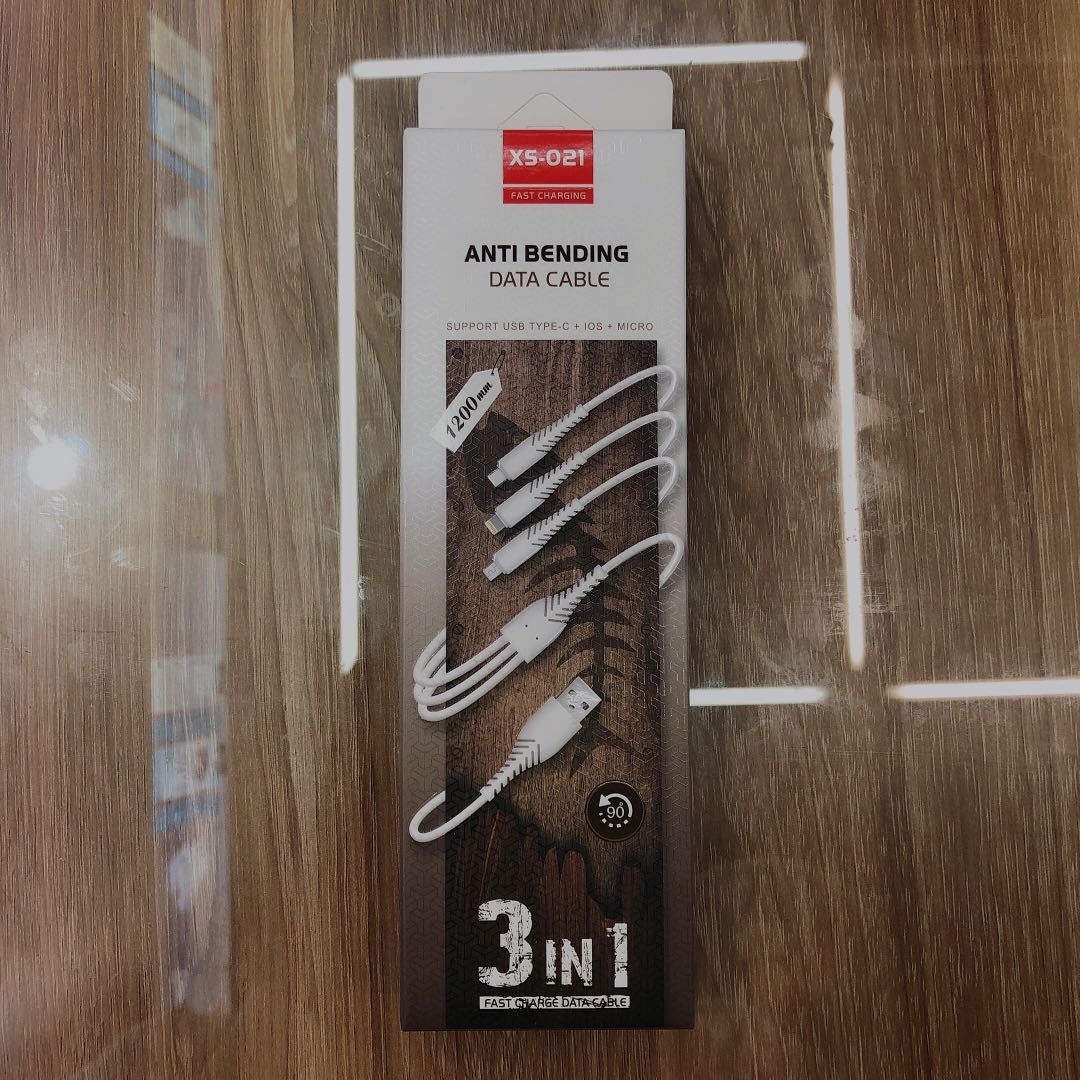 XS-021
FAST CHARGING
ANTI BENDING
DATA CABLE
SUPPORT USB TYPE-C + IOS + MICRO
1200mm
90°
3 IN 1
FAST CHARGE DATA CABLE